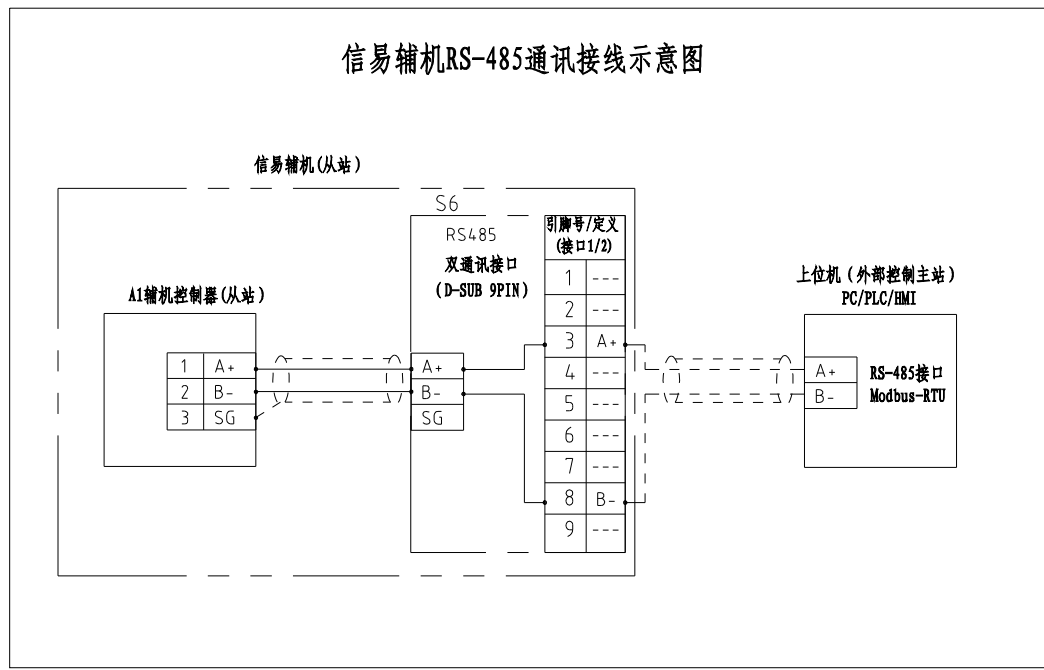 信易辅机RS-485通讯接线示意图
信易辅机(从站)
S6
RS485
双通讯接口
(D-SUB 9PIN)
引脚号/定义
(接口1/2)
1 ---
2 ---
3 A+
4 ---
5 ---
6 ---
7 ---
8 B-
9 ---
A1辅机控制器(从站)
1 A+
2 B-
3 SG
A+
B-
SG
上位机(外部控制主站)
PC/PLC/HMI
A+
B-
RS-485接口
Modbus-RTU